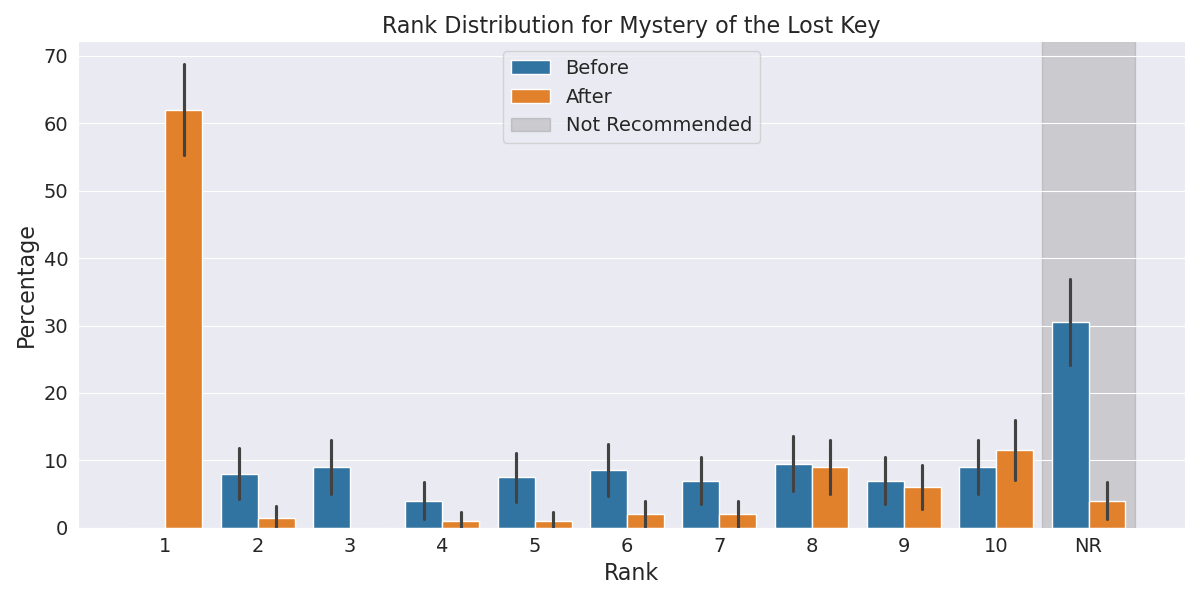 Rank Distribution for Mystery of the Lost Key
Before
After
Not Recommended
Percentage
70
60
50
40
30
20
10
0
1 2 3 4 5 6 7 8 9 10 NR
Rank